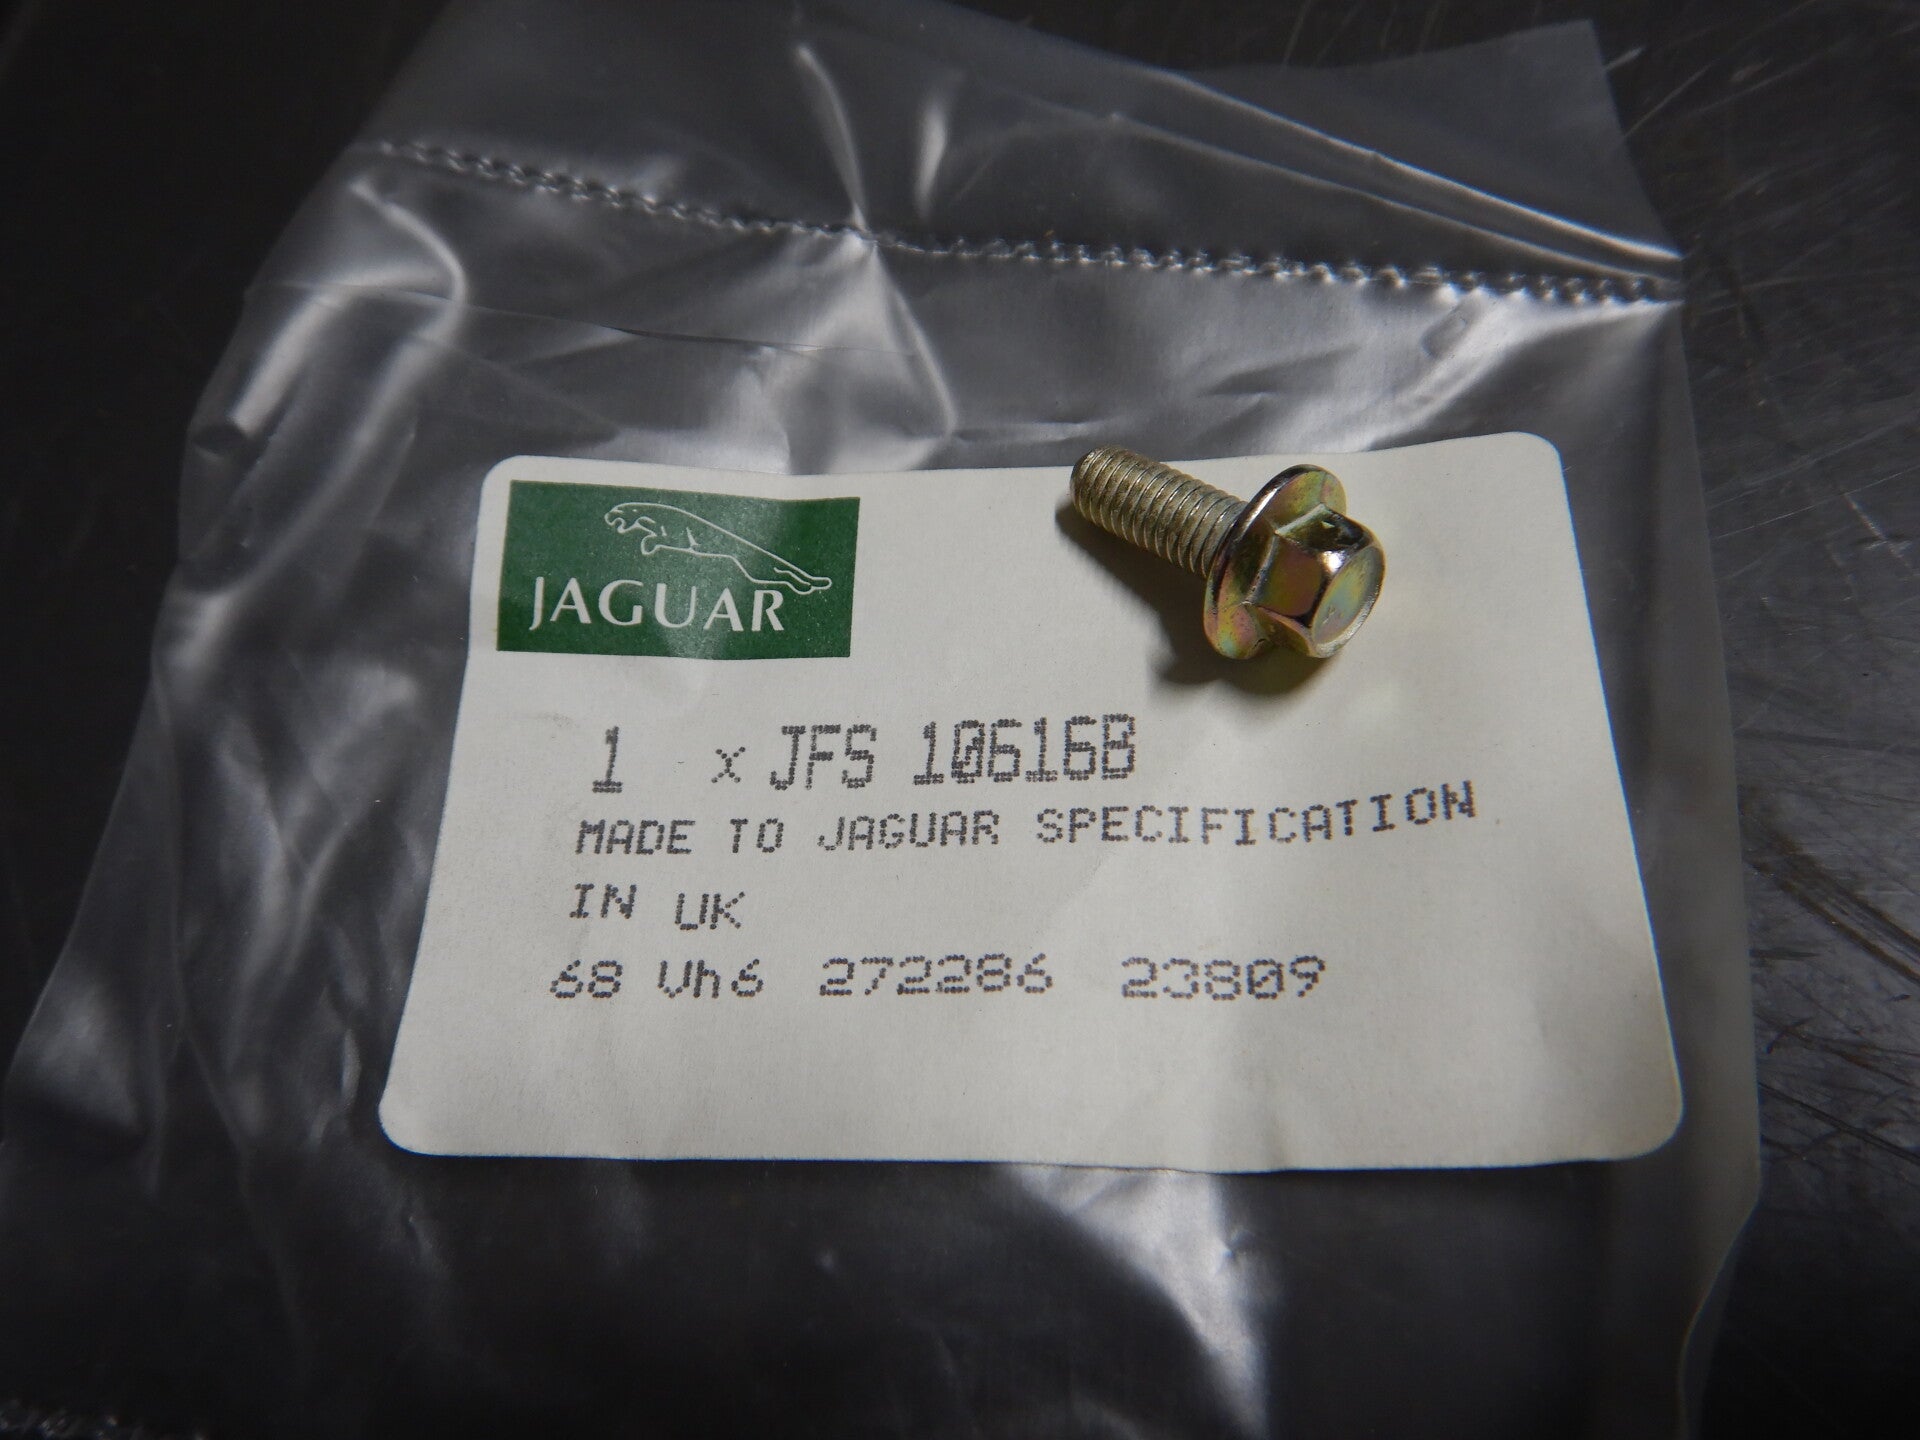 JAGUAR
1 x JFS 10616B
MADE TO JAGUAR SPECIFICATION
IN UK
68 Vh6 272286 23809